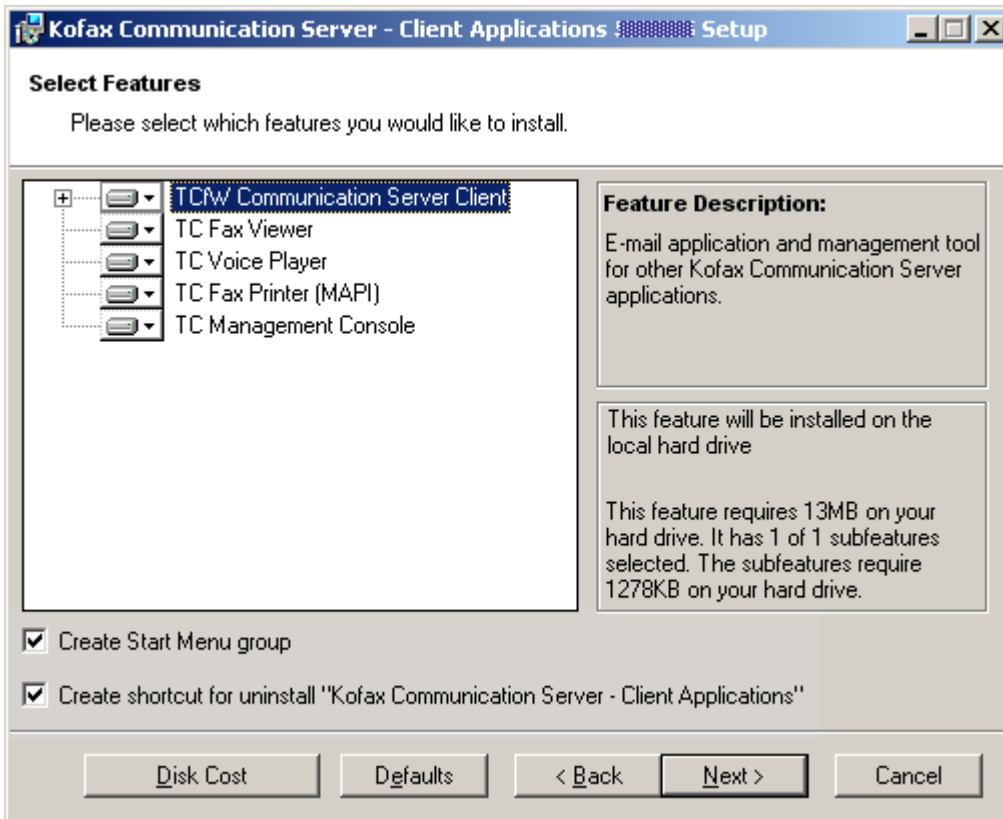 Kofax Communication Server - Client Applications Setup
Select Features
Please select which features you would like to install.
TCfW Communication Server Client
TC Fax Viewer
TC Voice Player
TC Fax Printer (MAPI)
TC Management Console
Feature Description:
E-mail application and management tool
for other Kofax Communication Server
applications.
This feature will be installed on the
local hard drive
This feature requires 13MB on your
hard drive. It has 1 of 1 subfeatures
selected. The subfeatures require
1278KB on your hard drive.
Create Start Menu group
Create shortcut for uninstall "Kofax Communication Server - Client Applications"
Disk Cost
Defaults
< Back
Next >
Cancel